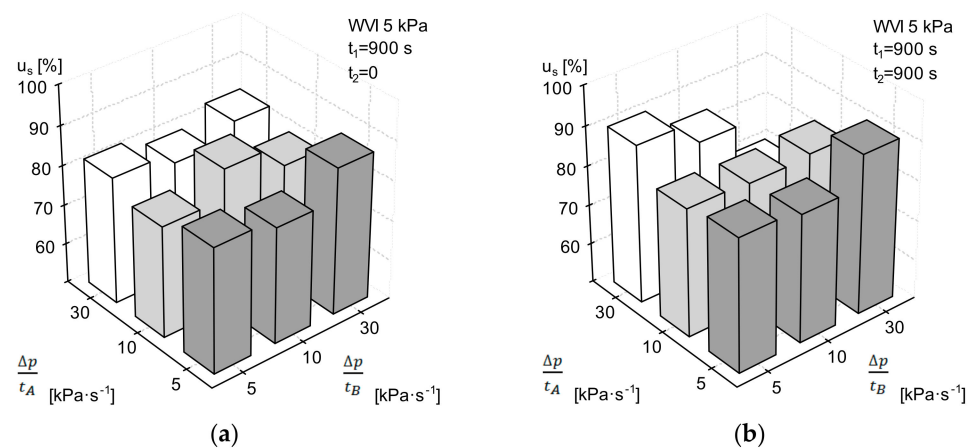 WVI 5 kPa
t₁=900 s
t₂=0
uₛ [%]
100
90
80
70
60
30
10
5
5
10
30
Δp
t_A [kPa·s⁻¹]
Δp
t_B [kPa·s⁻¹]
(a)
WVI 5 kPa
t₁=900 s
t₂=900 s
uₛ [%]
100
90
80
70
60
30
10
5
5
10
30
Δp
t_A [kPa·s⁻¹]
Δp
t_B [kPa·s⁻¹]
(b)